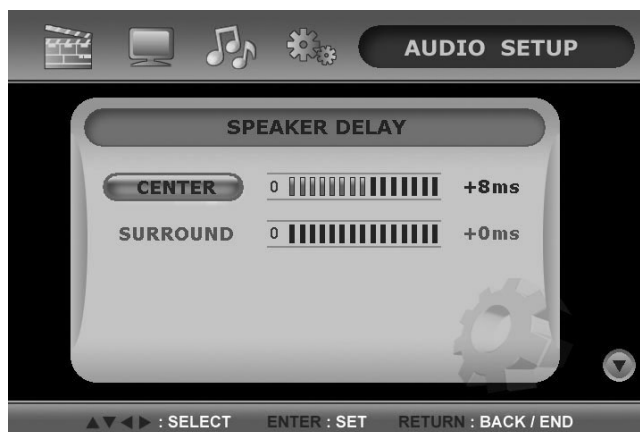 AUDIO SETUP
SPEAKER DELAY
CENTER 0 +8ms
SURROUND 0 +0ms
▲▼◀▶ : SELECT ENTER : SET RETURN : BACK / END